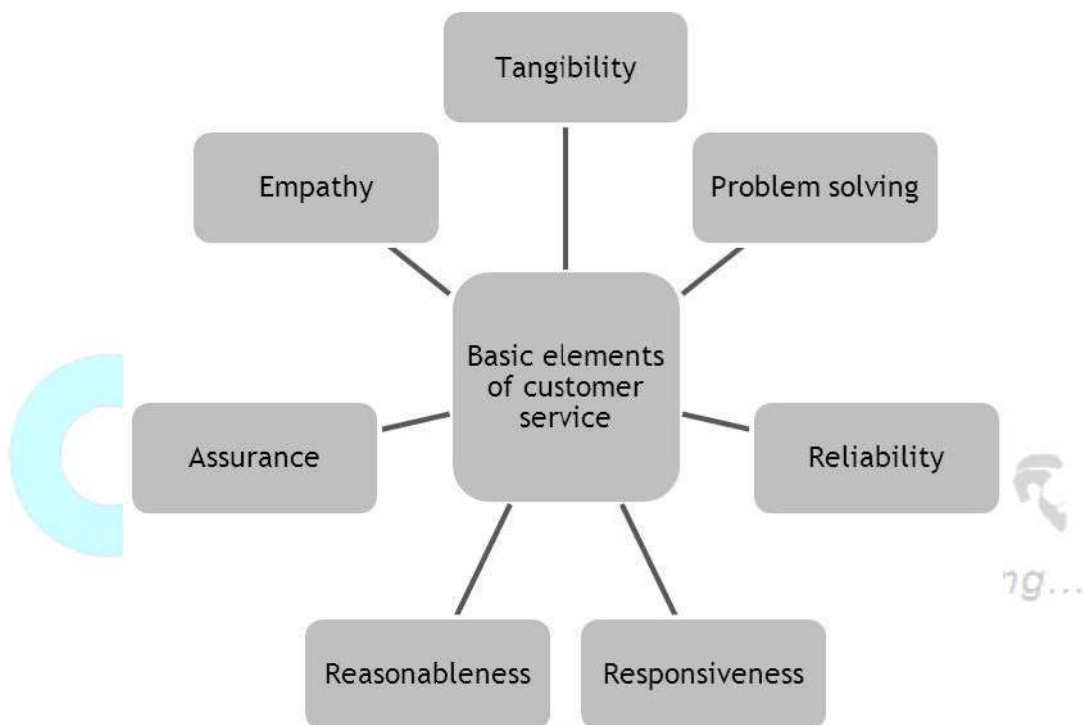 Tangibility
Problem solving
Empathy
Basic elements
of customer
service
Assurance
Reliability
Reasonableness
Responsiveness